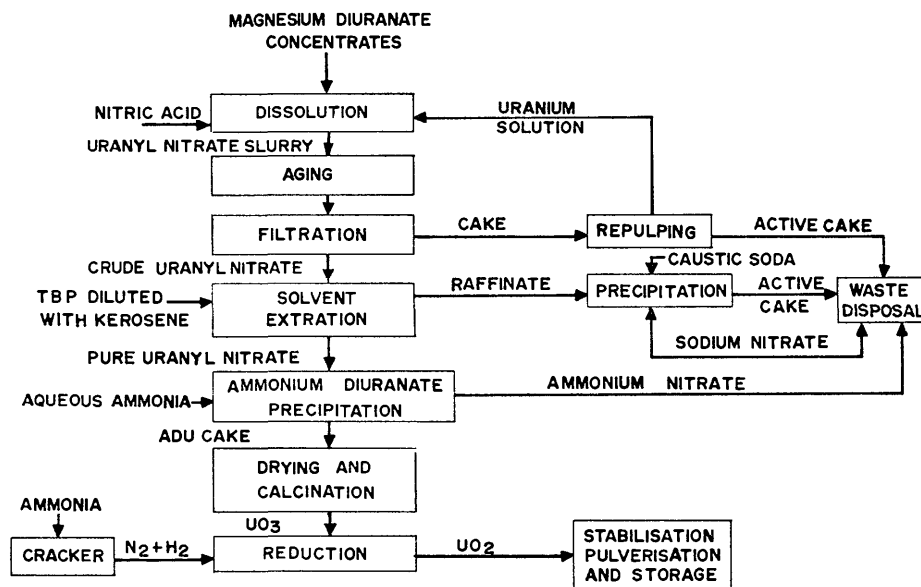 MAGNESIUM DIURANATE
CONCENTRATES
NITRIC ACID
DISSOLUTION
URANIUM
SOLUTION
URANYL NITRATE SLURRY
AGING
FILTRATION
CAKE
REPULPING
ACTIVE CAKE
CRUDE URANYL NITRATE
CAUSTIC SODA
TBP DILUTED
WITH KEROSENE
SOLVENT
EXTRATION
RAFFINATE
PRECIPITATION
ACTIVE
CAKE
WASTE
DISPOSAL
SODIUM NITRATE
PURE URANYL NITRATE
AQUEOUS AMMONIA
AMMONIUM DIURANATE
PRECIPITATION
AMMONIUM NITRATE
ADU CAKE
DRYING AND
CALCINATION
AMMONIA
UO3
CRACKER
N2+H2
REDUCTION
UO2
STABILISATION
PULVERISATION
AND STORAGE